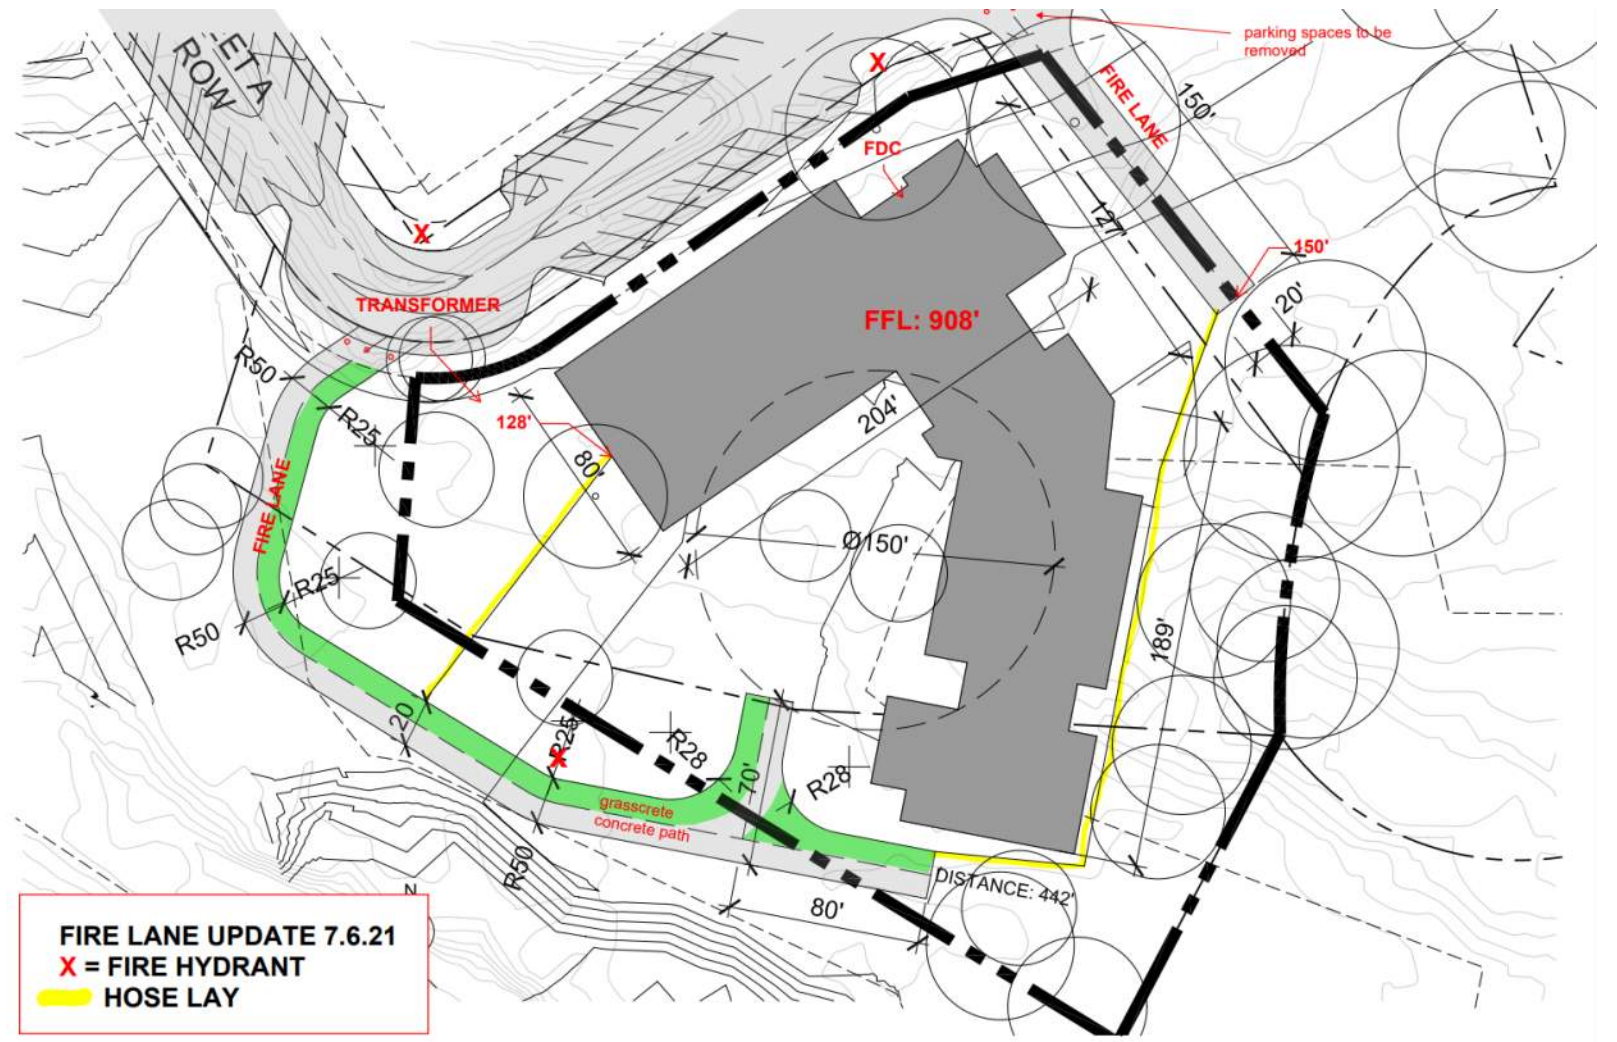 parking spaces to be
removed
ET A
ROW
X
150'
FIRE LANE
FDC
X
127'
150'
TRANSFORMER
20'
FFL: 908'
R50
R25
128'
204'
80'
FIRE LANE
Ø150'
R25
R50
189'
20
R25
X
R28
70'
R28
grasscrete
concrete path
R50
DISTANCE: 442'
80'
N
FIRE LANE UPDATE 7.6.21
X = FIRE HYDRANT
HOSE LAY